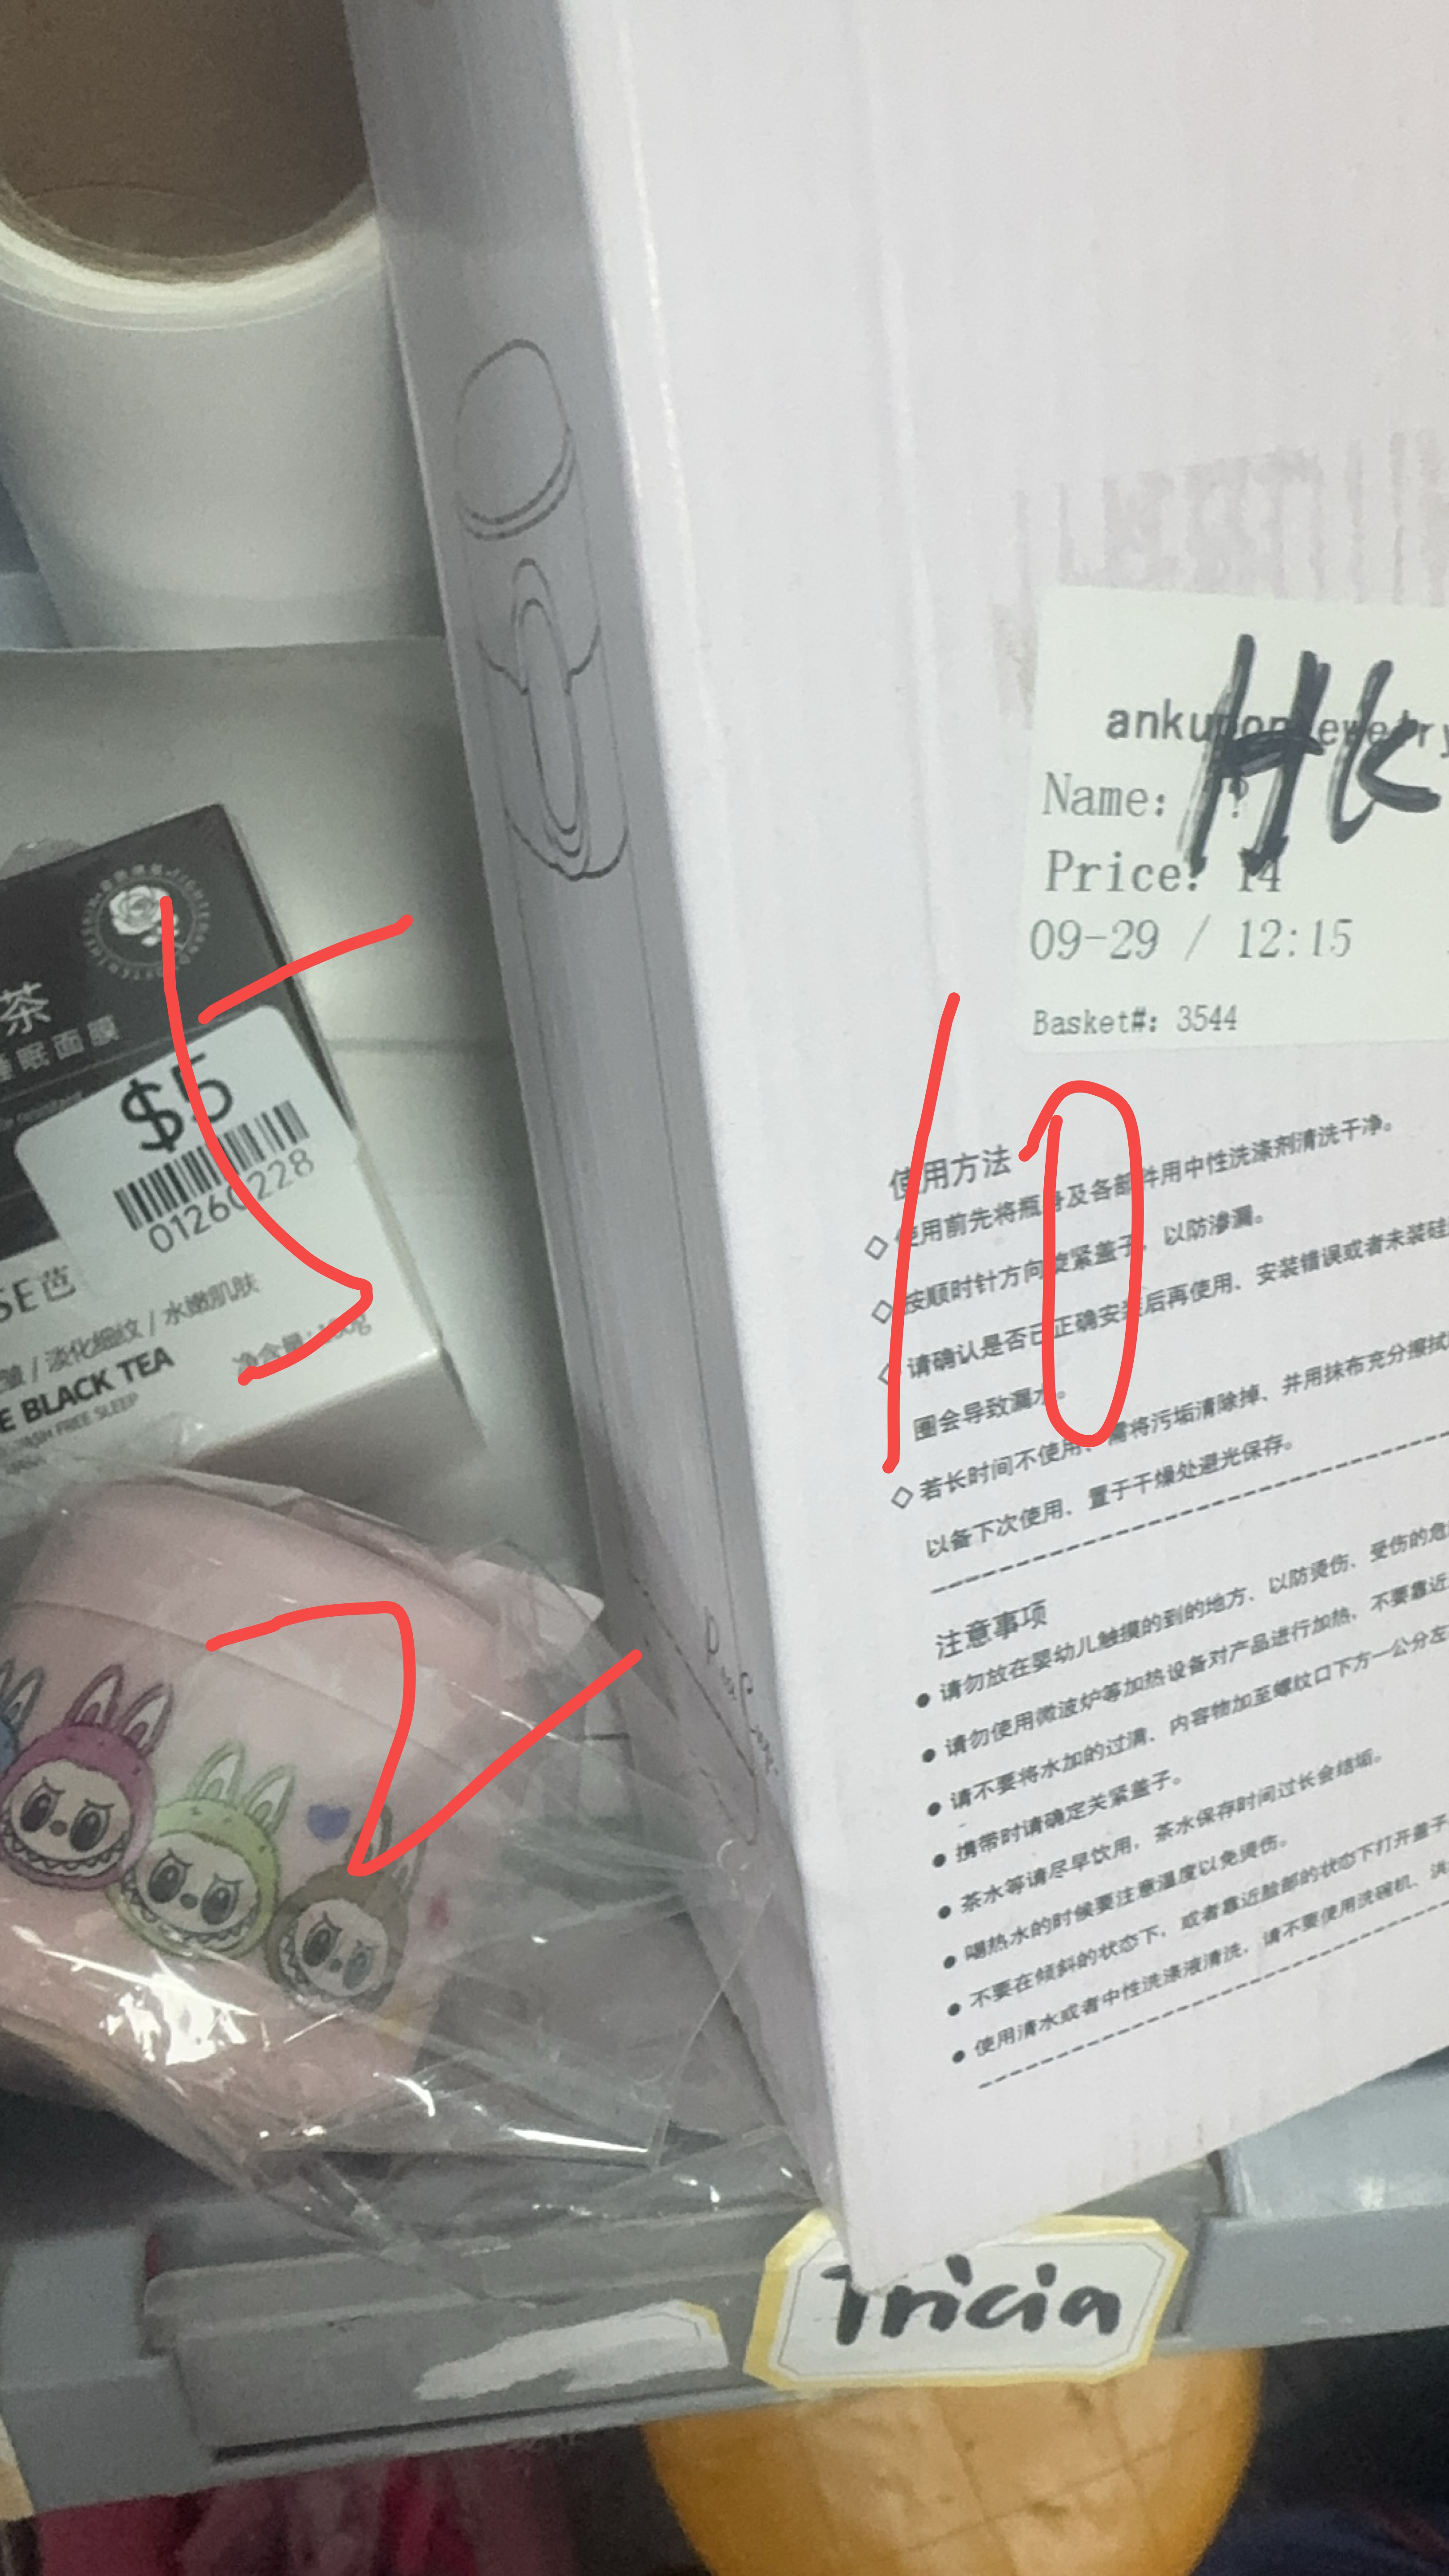 茶
睡眠面膜
$5
01260228
SE芭
皱/淡化细纹/水嫩肌肤
净含量:
E BLACK TEA
FREE SLEEP
5
2
HK
Name: ?
Price: 14
09-29 / 12:15
Basket#: 3544
10
使用方法
◇ 使用前先将瓶身及各部件用中性洗涤剂清洗干净。
◇ 按顺时针方向旋紧盖子,以防渗漏。
◇ 请确认是否已正确安装后再使用、安装错误或者未装硅
圈会导致漏水。
◇ 若长时间不使用、需将污垢清除掉、并用抹布充分擦拭
以备下次使用、置于干燥处避光保存。
注意事项
● 请勿放在婴幼儿触摸的到的地方、以防烫伤、受伤的危
● 请勿使用微波炉等加热设备对产品进行加热,不要靠近
● 请不要将水加的过满、内容物加至螺纹口下方一公分左
● 携带时请确定关紧盖子。
● 茶水等请尽早饮用,茶水保存时间过长会结垢。
● 喝热水的时候要注意温度以免烫伤。
● 不要在倾斜的状态下,或者靠近脸部的状态下打开盖子
● 使用清水或者中性洗涤液清洗,请不要使用洗碗机、
Tricia